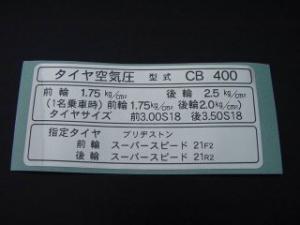 タイヤ空気圧 型式 CB 400
前輪 1.75 kg/cm² 後輪 2.5 kg/cm²
(1名乗車時) 前輪1.75kg/cm² 後輪2.0kg/cm²)
タイヤサイズ 前3.00S18 後3.50S18
指定タイヤ ブリヂストン
前輪 スーパースピード 21F2
後輪 スーパースピード 21R2